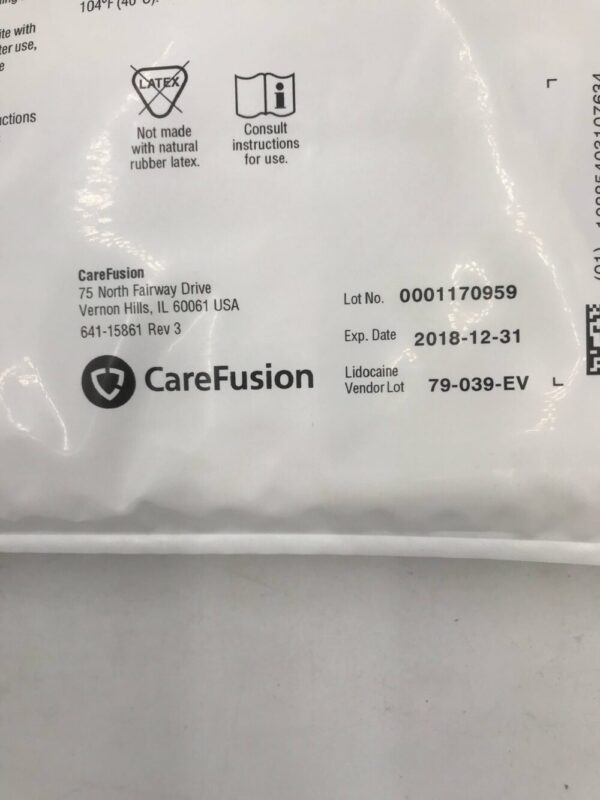 104°F (40°C).
ite with
ter use,
e
uctions
LATEX
Not made
with natural
rubber latex.
Consult
instructions
for use.
CareFusion
75 North Fairway Drive
Vernon Hills, IL 60061 USA
641-15861 Rev 3
CareFusion
Lot No. 0001170959
Exp. Date 2018-12-31
Lidocaine
Vendor Lot 79-039-EV